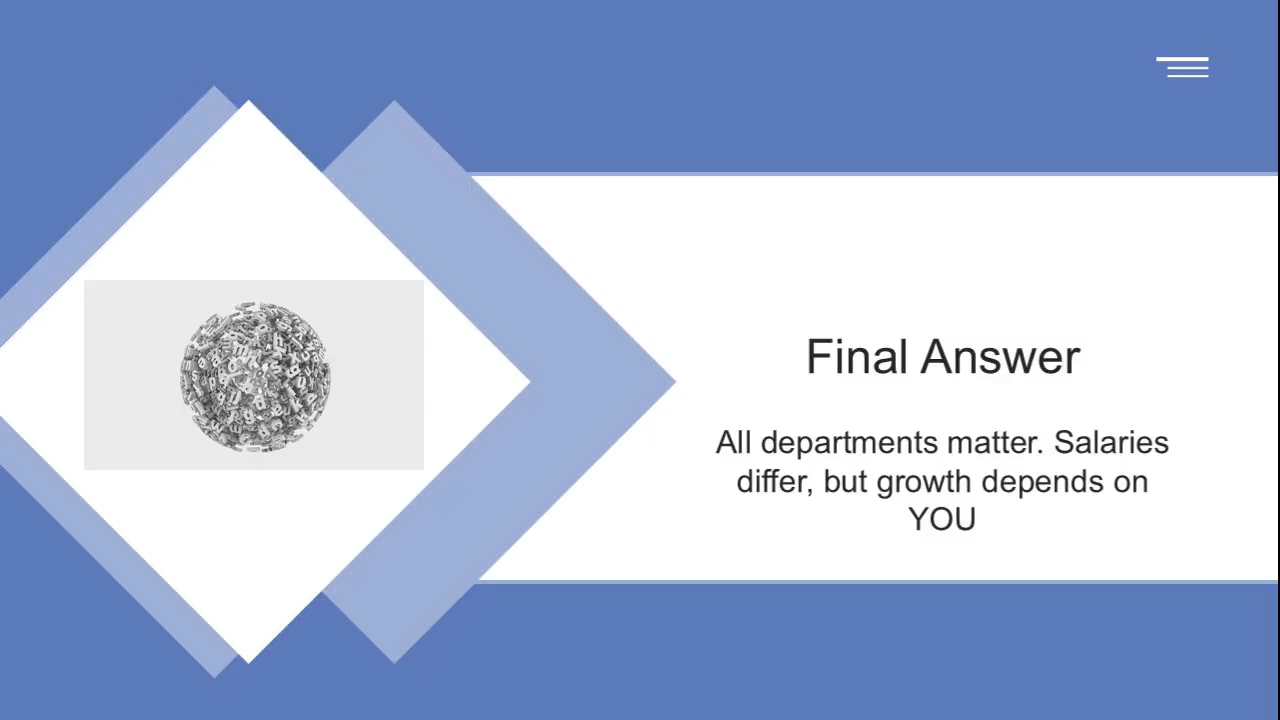 Final Answer
All departments matter. Salaries
differ, but growth depends on
YOU